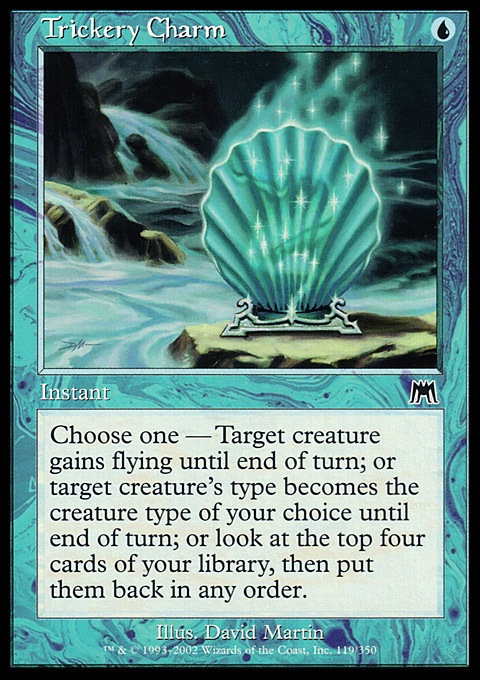 Trickery Charm
Instant
Choose one — Target creature
gains flying until end of turn; or
target creature's type becomes the
creature type of your choice until
end of turn; or look at the top four
cards of your library, then put
them back in any order.
Illus. David Martin
™ & © 1993-2002 Wizards of the Coast, Inc. 119/350